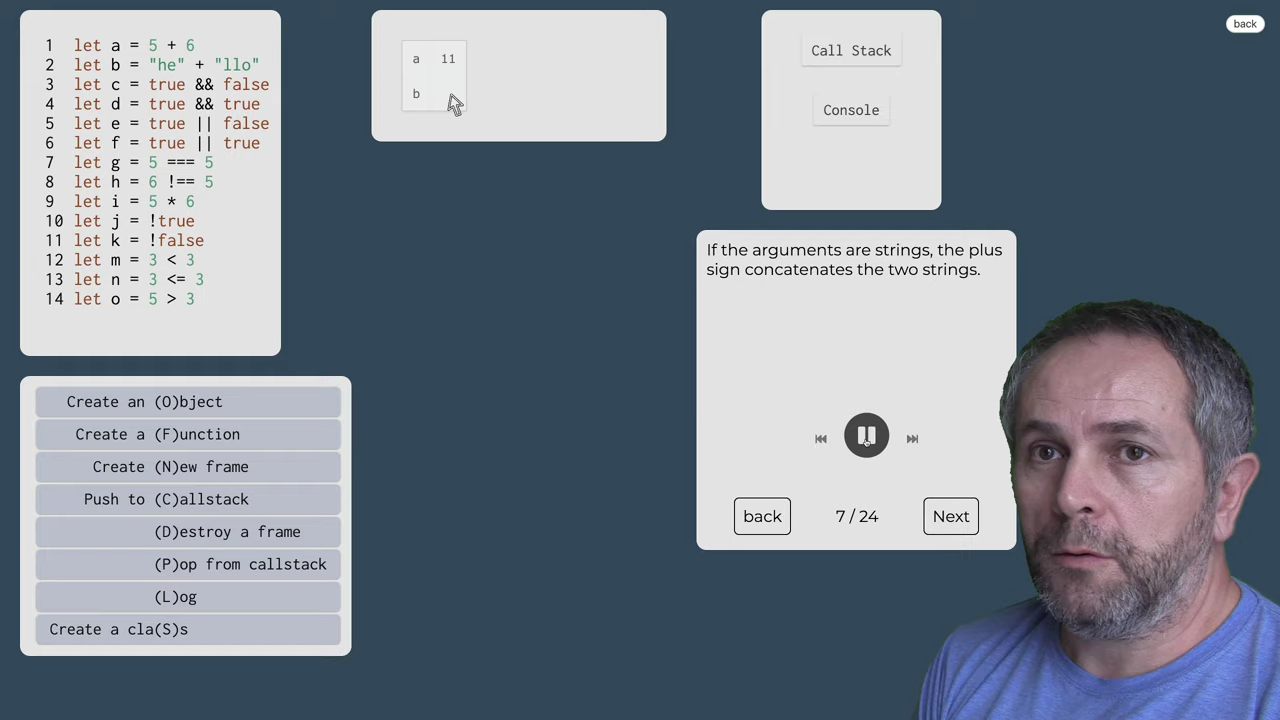 1 let a = 5 + 6
2 let b = "he" + "llo"
3 let c = true && false
4 let d = true && true
5 let e = true || false
6 let f = true || true
7 let g = 5 === 5
8 let h = 6 !== 5
9 let i = 5 * 6
10 let j = !true
11 let k = !false
12 let m = 3 < 3
13 let n = 3 <= 3
14 let o = 5 > 3
Create an (O)bject
Create a (F)unction
Create (N)ew frame
Push to (C)allstack
(D)estroy a frame
(P)op from callstack
(L)og
Create a cla(S)s
a 11
b
Call Stack
Console
If the arguments are strings, the plus
sign concatenates the two strings.
back 7 / 24 Next
back